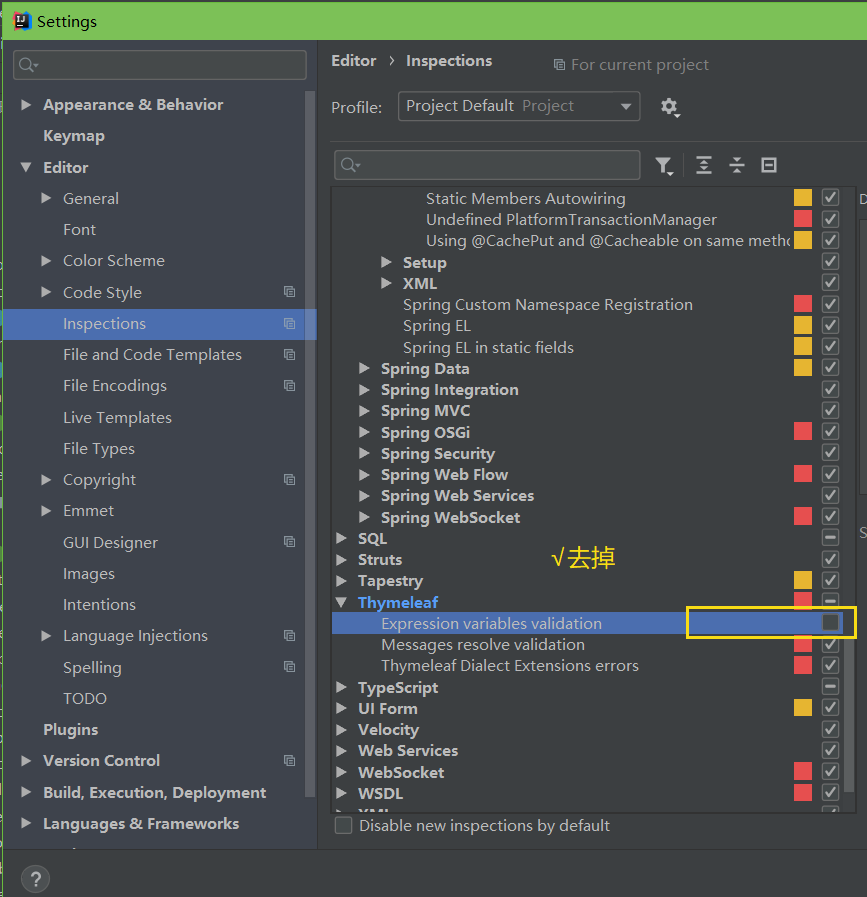 Settings
Appearance & Behavior
Keymap
Editor
General
Font
Color Scheme
Code Style
Inspections
File and Code Templates
File Encodings
Live Templates
File Types
Copyright
Emmet
GUI Designer
Images
Intentions
Language Injections
Spelling
TODO
Plugins
Version Control
Build, Execution, Deployment
Languages & Frameworks
Editor › Inspections
For current project
Profile: Project Default Project
Static Members Autowiring
Undefined PlatformTransactionManager
Using @CachePut and @Cacheable on same metho
Setup
XML
Spring Custom Namespace Registration
Spring EL
Spring EL in static fields
Spring Data
Spring Integration
Spring MVC
Spring OSGi
Spring Security
Spring Web Flow
Spring Web Services
Spring WebSocket
SQL
Struts
√去掉
Tapestry
Thymeleaf
Expression variables validation
Messages resolve validation
Thymeleaf Dialect Extensions errors
TypeScript
UI Form
Velocity
Web Services
WebSocket
WSDL
Disable new inspections by default
?